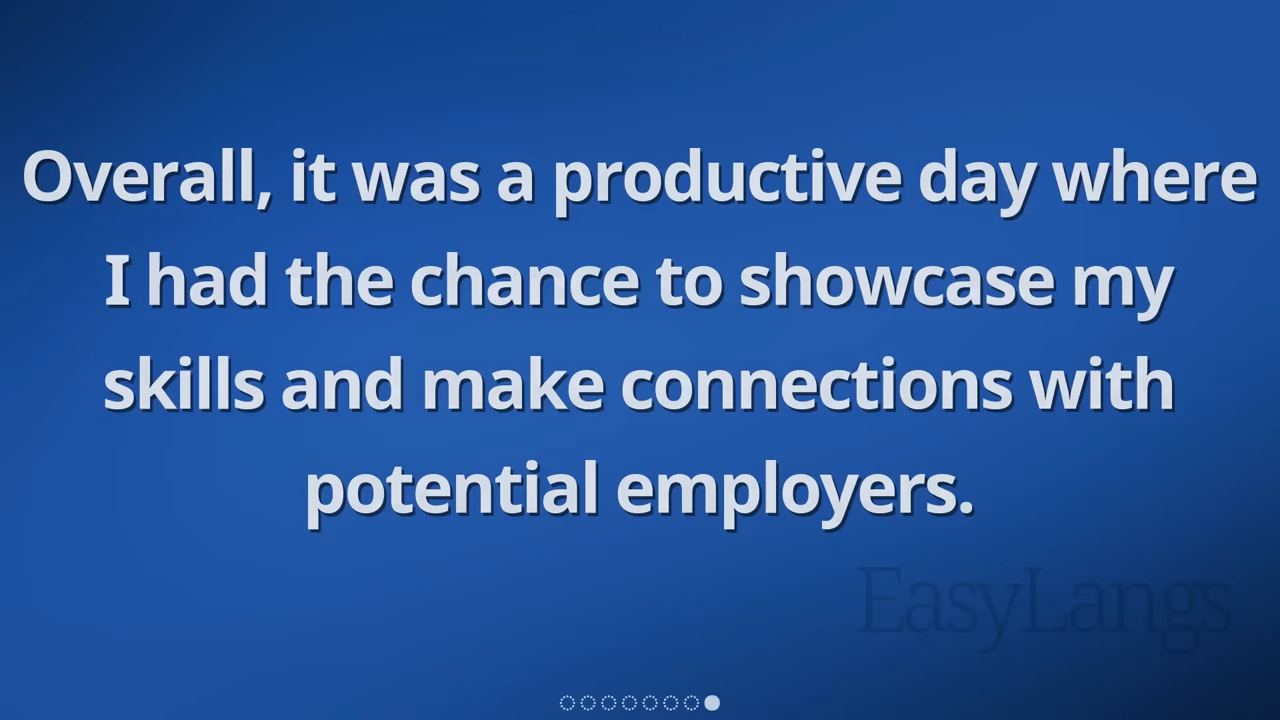 Overall, it was a productive day where
I had the chance to showcase my
skills and make connections with
potential employers.
EasyLangs